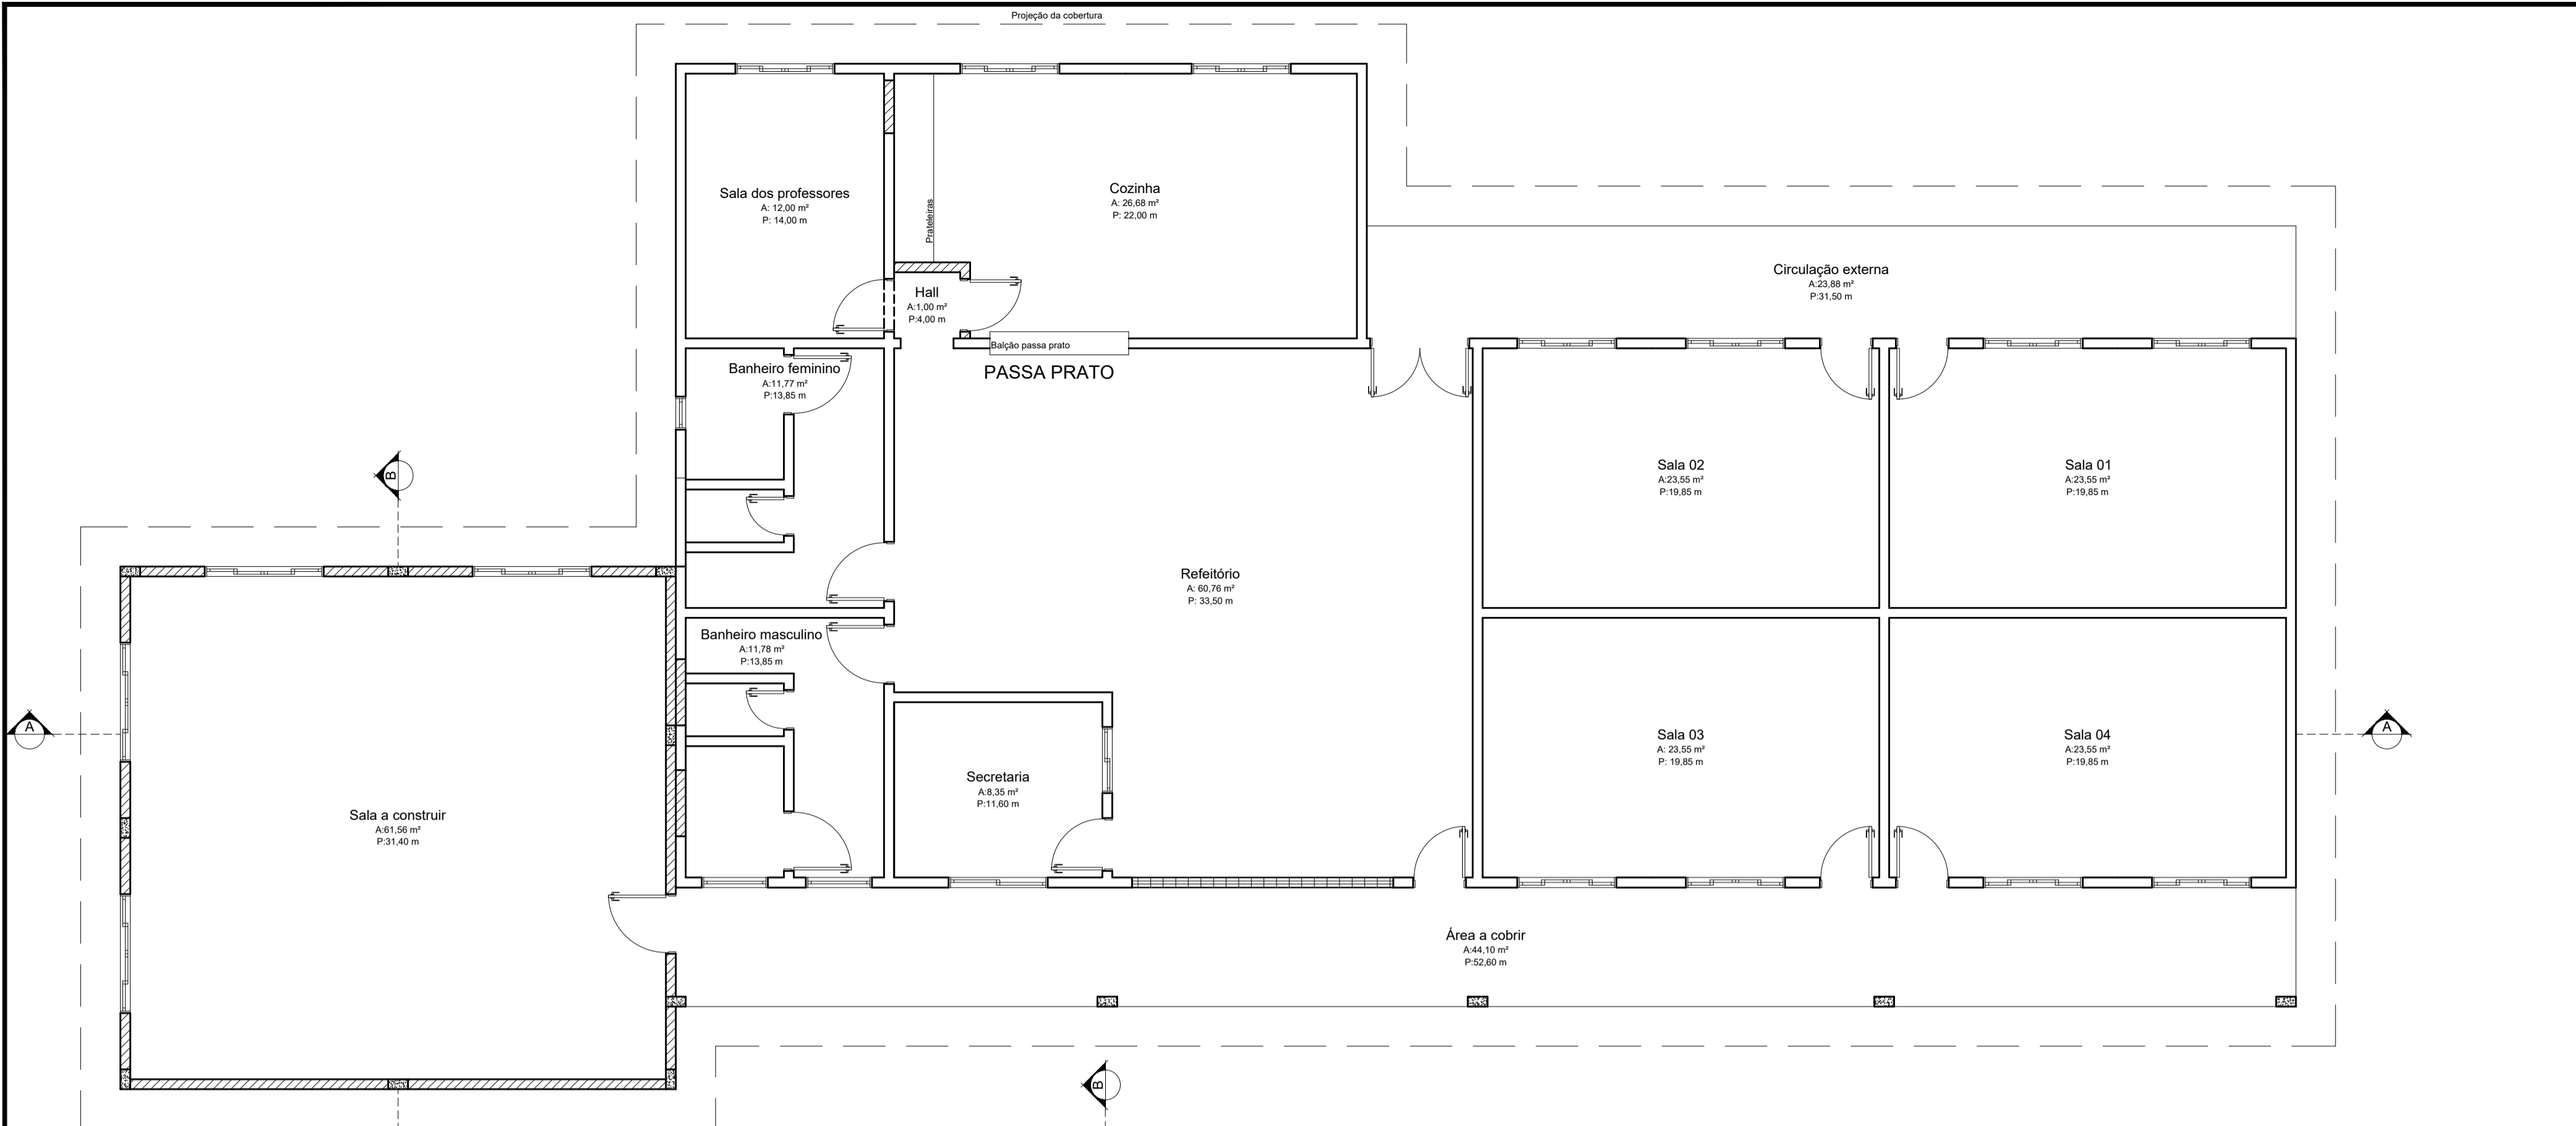 Projeção da cobertura
Sala dos professores
A: 12,00 m²
P: 14,00 m
Prateleiras
Cozinha
A: 26,68 m²
P: 22,00 m
Hall
A:1,00 m²
P:4,00 m
Circulação externa
A:23,88 m²
P:31,50 m
Balção passa prato
PASSA PRATO
Banheiro feminino
A:11,77 m²
P:13,85 m
B
Sala 02
A:23,55 m²
P:19,85 m
Sala 01
A:23,55 m²
P:19,85 m
Refeitório
A: 60,76 m²
P: 33,50 m
Banheiro masculino
A:11,78 m²
P:13,85 m
A
Sala 03
A: 23,55 m²
P: 19,85 m
Sala 04
A:23,55 m²
P:19,85 m
A
Secretaria
A:8,35 m²
P:11,60 m
Sala a construir
A:61,56 m²
P:31,40 m
Área a cobrir
A:44,10 m²
P:52,60 m
B